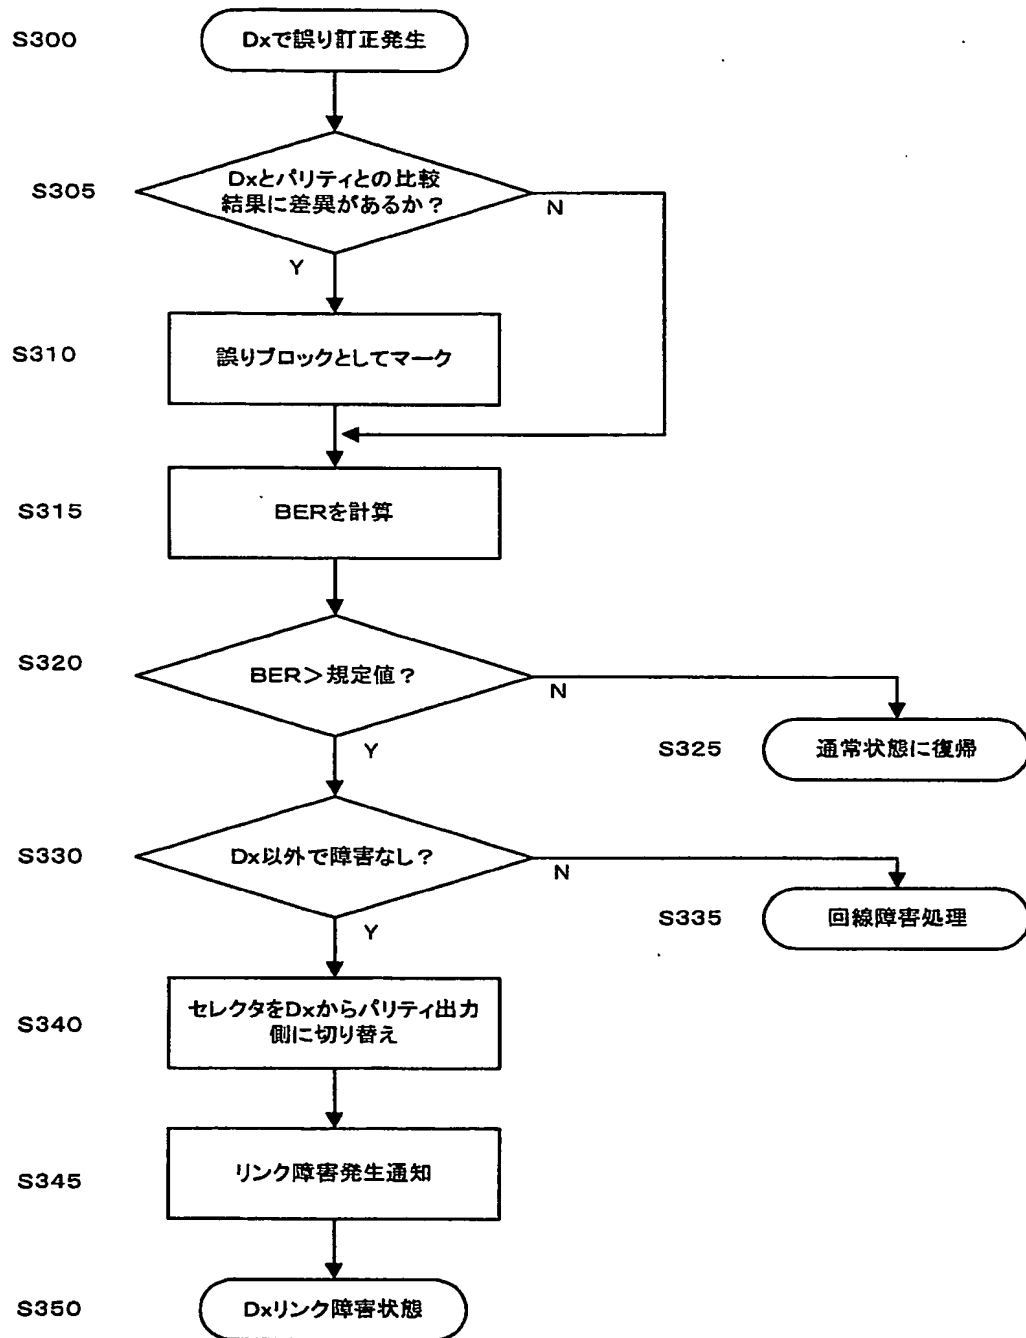 S300
Dxで誤り訂正発生
S305
Dxとパリティとの比較
結果に差異があるか？
N
Y
S310
誤りブロックとしてマーク
S315
BERを計算
S320
BER＞規定値？
N
Y
S325
通常状態に復帰
S330
Dx以外で障害なし？
N
Y
S335
回線障害処理
S340
セレクタをDxからパリティ出力
側に切り替え
S345
リンク障害発生通知
S350
Dxリンク障害状態